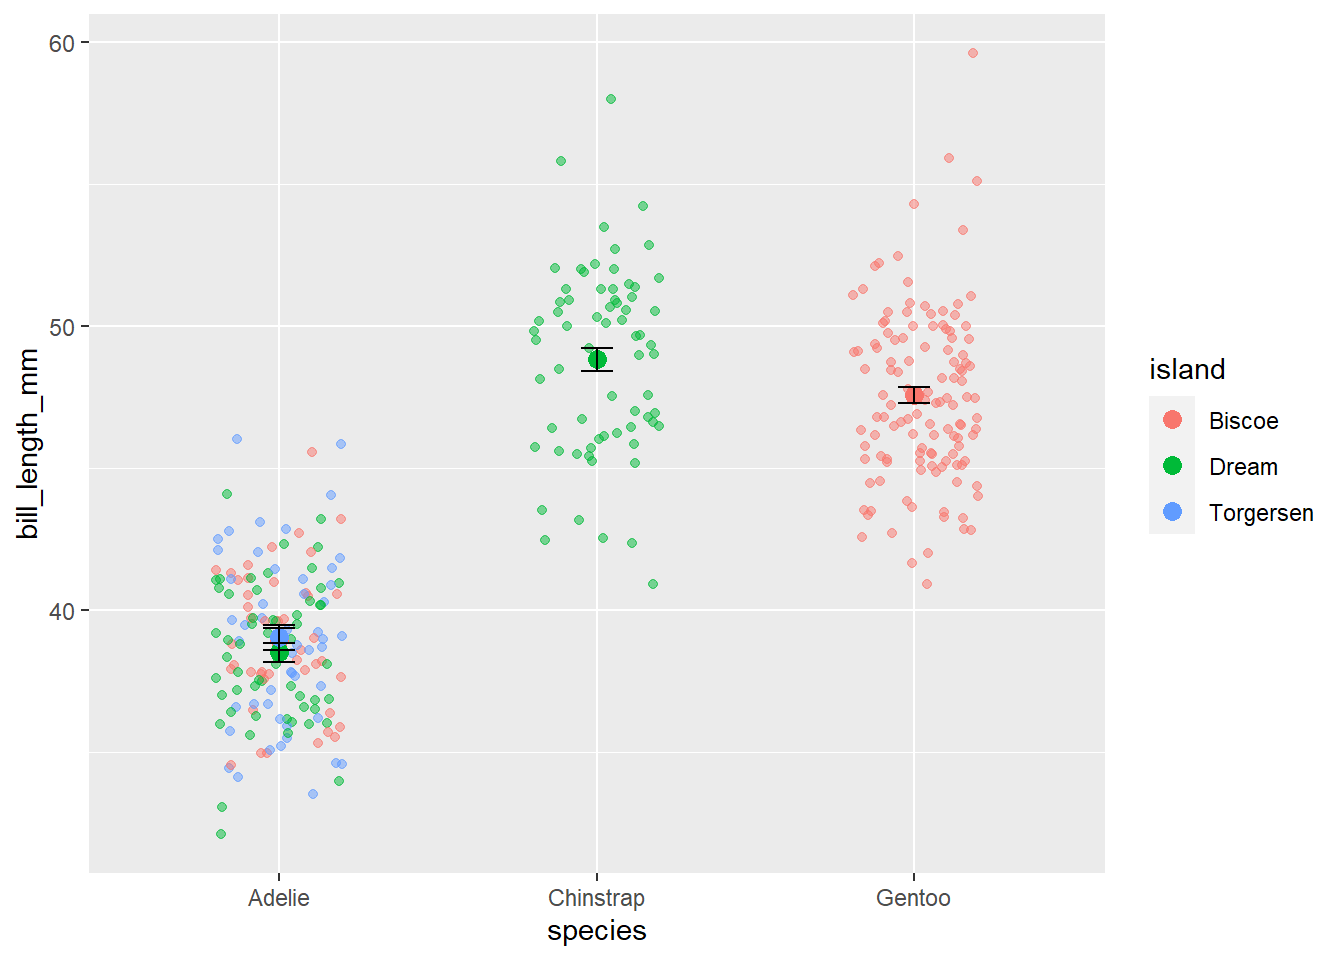 60
50
40
bill_length_mm
Adelie
Chinstrap
Gentoo
species
island
Biscoe
Dream
Torgersen